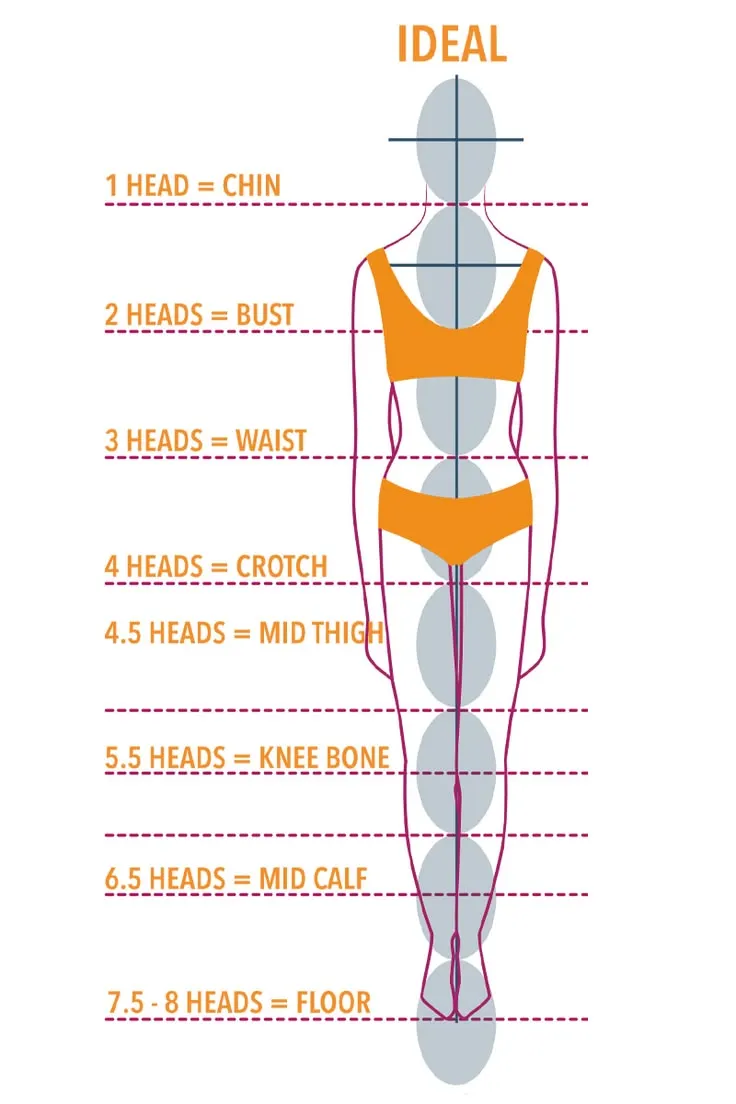 IDEAL
1 HEAD = CHIN
2 HEADS = BUST
3 HEADS = WAIST
4 HEADS = CROTCH
4.5 HEADS = MID THIGH
5.5 HEADS = KNEE BONE
6.5 HEADS = MID CALF
7.5 - 8 HEADS = FLOOR